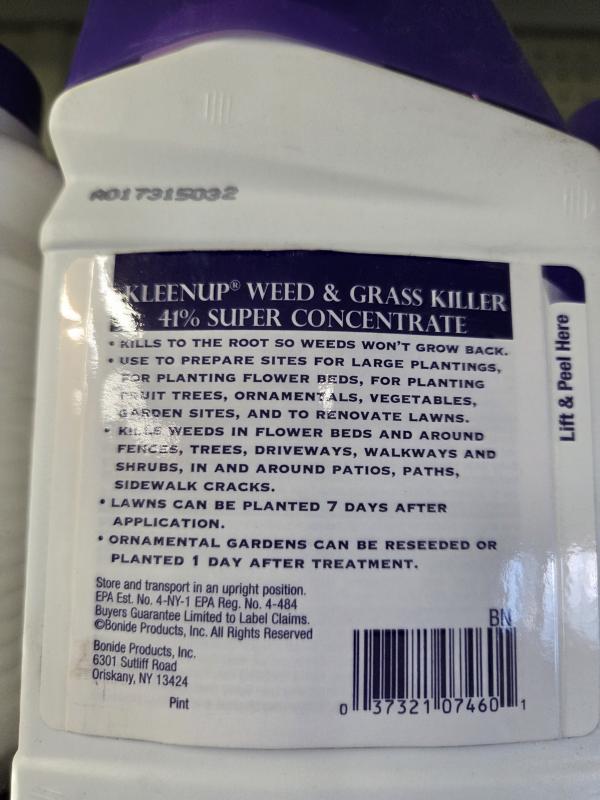 A017315032
KLEENUP® WEED & GRASS KILLER
41% SUPER CONCENTRATE
• KILLS TO THE ROOT SO WEEDS WON'T GROW BACK.
• USE TO PREPARE SITES FOR LARGE PLANTINGS,
FOR PLANTING FLOWER BEDS, FOR PLANTING
FRUIT TREES, ORNAMENTALS, VEGETABLES,
GARDEN SITES, AND TO RENOVATE LAWNS.
• KILLS WEEDS IN FLOWER BEDS AND AROUND
FENCES, TREES, DRIVEWAYS, WALKWAYS AND
SHRUBS, IN AND AROUND PATIOS, PATHS,
SIDEWALK CRACKS.
• LAWNS CAN BE PLANTED 7 DAYS AFTER
APPLICATION.
• ORNAMENTAL GARDENS CAN BE RESEEDED OR
PLANTED 1 DAY AFTER TREATMENT.
Store and transport in an upright position.
EPA Est. No. 4-NY-1 EPA Reg. No. 4-484
Buyers Guarantee Limited to Label Claims.
©Bonide Products, Inc. All Rights Reserved
Bonide Products, Inc.
6301 Sutliff Road
Oriskany, NY 13424
Pint
BN
0 37321 07460 1
Lift & Peel Here